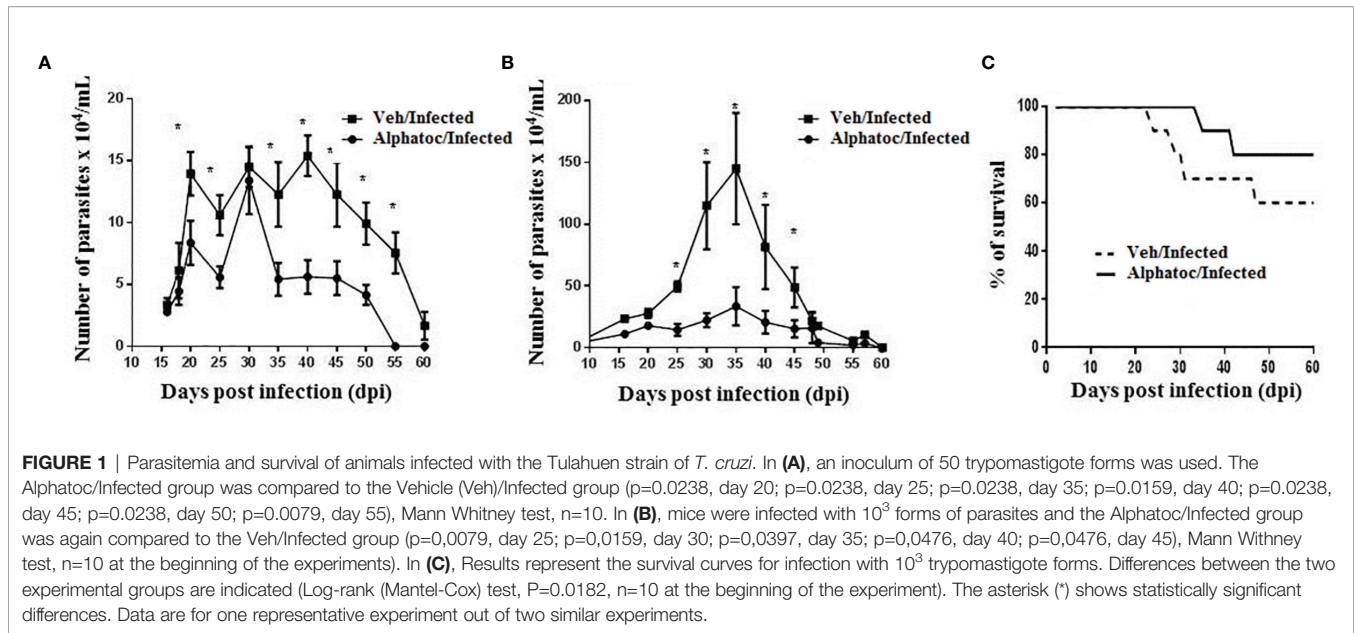 A
Number of parasites x 10⁴/mL
20
15
10
5
0
Veh/Infected
Alphatoc/Infected
* * * * * * *
10 15 20 25 30 35 40 45 50 55 60
Days post infection (dpi)
B
Number of parasites x 10⁴/mL
200
150
100
50
0
Veh/Infected
Alphatoc/Infected
* * * * *
10 15 20 25 30 35 40 45 50 55 60
Days post infection (dpi)
C
% of survival
100
80
60
40
20
0
Veh/Infected
Alphatoc/Infected
0 10 20 30 40 50 60
Days post infection (dpi)
FIGURE 1 | Parasitemia and survival of animals infected with the Tulahuen strain of T. cruzi. In (A), an inoculum of 50 trypomastigote forms was used. The
Alphatoc/Infected group was compared to the Vehicle (Veh)/Infected group (p=0.0238, day 20; p=0.0238, day 25; p=0.0238, day 35; p=0.0159, day 40; p=0.0238,
day 45; p=0.0238, day 50; p=0.0079, day 55), Mann Whitney test, n=10. In (B), mice were infected with 10³ forms of parasites and the Alphatoc/Infected group
was again compared to the Veh/Infected group (p=0,0079, day 25; p=0,0159, day 30; p=0,0397, day 35; p=0,0476, day 40; p=0,0476, day 45), Mann Withney
test, n=10 at the beginning of the experiments). In (C), Results represent the survival curves for infection with 10³ trypomastigote forms. Differences between the two
experimental groups are indicated (Log-rank (Mantel-Cox) test, P=0.0182, n=10 at the beginning of the experiment). The asterisk (*) shows statistically significant
differences. Data are for one representative experiment out of two similar experiments.